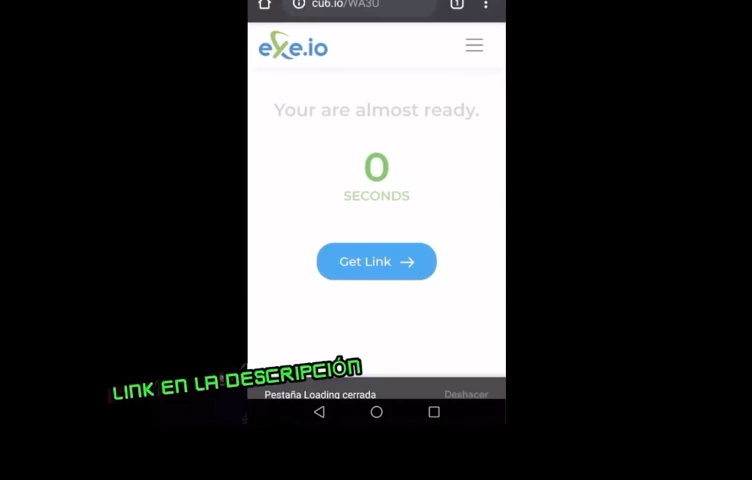 cu6.io/WA3U
1
exe.io
Your are almost ready.
0
SECONDS
Get Link →
LINK EN LA DESCRIPCIÓN
Pestaña Loading cerrada
Deshacer